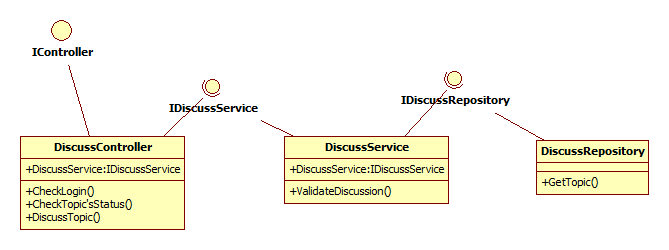 IController
IDiscussService
IDiscussRepository
DiscussController
+DiscussService:IDiscussService
+CheckLogin()
+CheckTopic'sStatus()
+DiscussTopic()
DiscussService
+DiscussService:IDiscussService
+ValidateDiscussion()
DiscussRepository
+GetTopic()